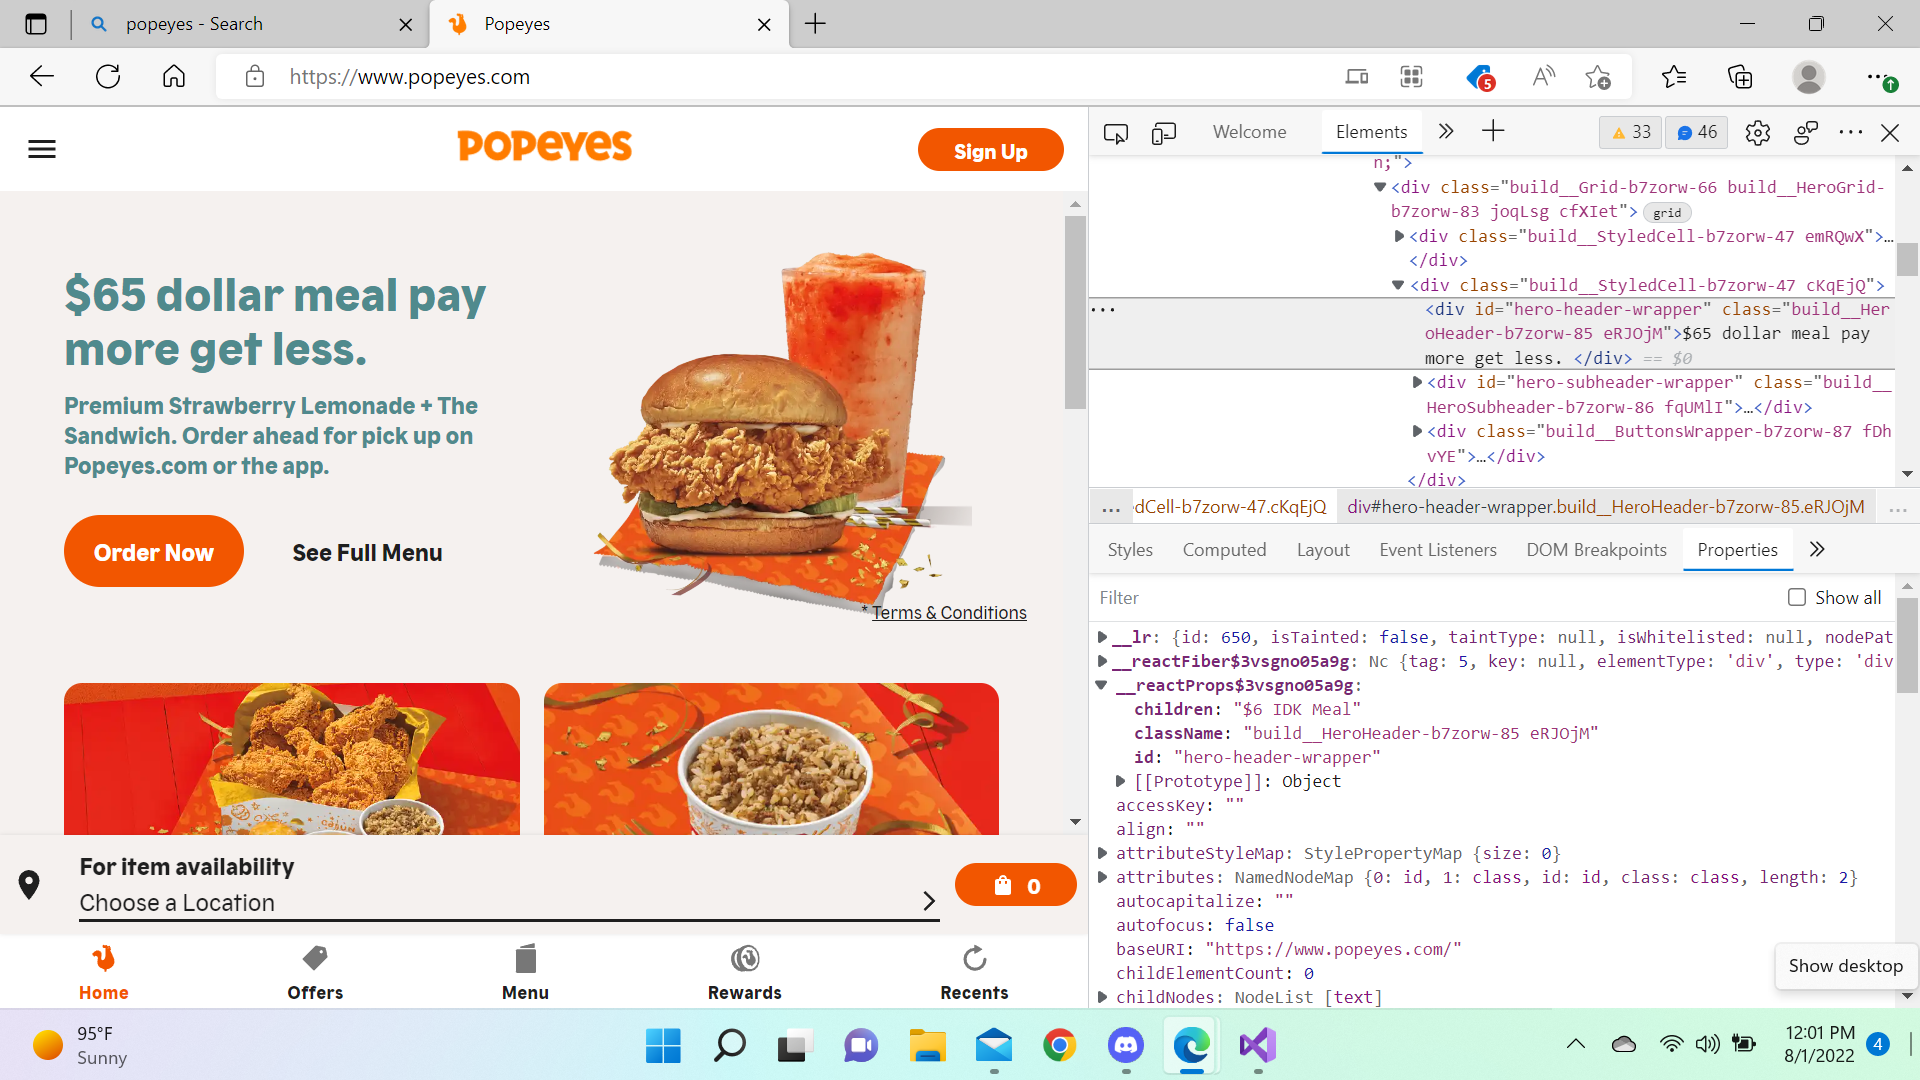 popeyes - Search
Popeyes
https://www.popeyes.com
5
POPEYES
Sign Up
$65 dollar meal pay
more get less.
Premium Strawberry Lemonade + The
Sandwich. Order ahead for pick up on
Popeyes.com or the app.
Order Now
See Full Menu
* Terms & Conditions
For item availability
Choose a Location
0
Home
Offers
Menu
Rewards
Recents
Welcome
Elements
33
46
n;">
<div class="build__Grid-b7zorw-66 build__HeroGrid-
b7zorw-83 joqLsg cfXIet"> grid
<div class="build__StyledCell-b7zorw-47 emRQwX">…
</div>
<div class="build__StyledCell-b7zorw-47 cKqEjQ">
<div id="hero-header-wrapper" class="build__Her
oHeader-b7zorw-85 eRJOjM">$65 dollar meal pay
more get less. </div> == $0
<div id="hero-subheader-wrapper" class="build__
HeroSubheader-b7zorw-86 fqUMlI">…</div>
<div class="build__ButtonsWrapper-b7zorw-87 fDh
vYE">…</div>
</div>
… dCell-b7zorw-47.cKqEjQ div#hero-header-wrapper.build__HeroHeader-b7zorw-85.eRJOjM …
Styles
Computed
Layout
Event Listeners
DOM Breakpoints
Properties
Filter
Show all
__lr: {id: 650, isTainted: false, taintType: null, isWhitelisted: null, nodePat
__reactFiber$3vsgno05a9g: Nc {tag: 5, key: null, elementType: 'div', type: 'div
__reactProps$3vsgno05a9g:
children: "$6 IDK Meal"
className: "build__HeroHeader-b7zorw-85 eRJOjM"
id: "hero-header-wrapper"
[[Prototype]]: Object
accessKey: ""
align: ""
attributeStyleMap: StylePropertyMap {size: 0}
attributes: NamedNodeMap {0: id, 1: class, id: id, class: class, length: 2}
autocapitalize: ""
autofocus: false
baseURI: "https://www.popeyes.com/"
childElementCount: 0
childNodes: NodeList [text]
Show desktop
95°F
Sunny
12:01 PM
8/1/2022
4